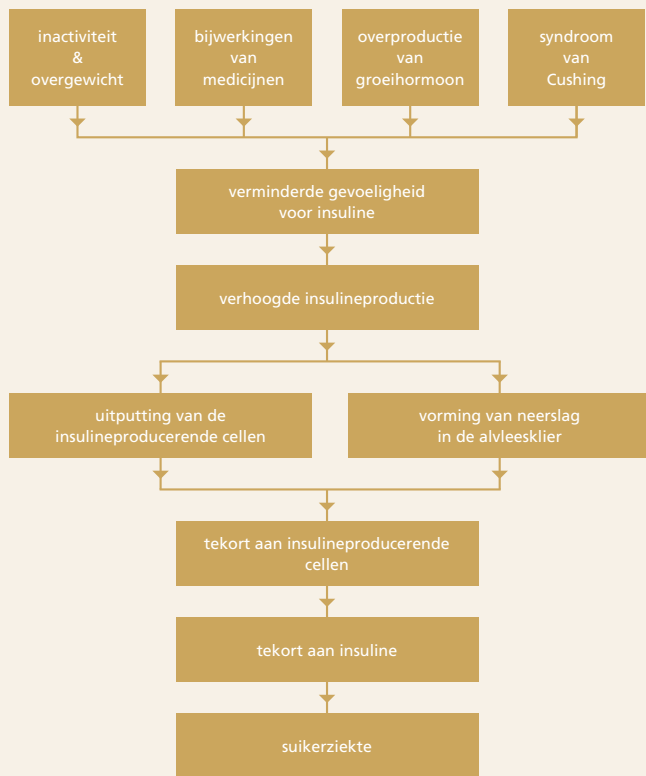 inactiviteit
&
overgewicht
bijwerkingen
van
medicijnen
overproductie
van
groeihormoon
syndroom
van
Cushing
verminderde gevoeligheid
voor insuline
verhoogde insulineproductie
uitputting van de
insulineproducerende cellen
vorming van neerslag
in de alvleesklier
tekort aan insulineproducerende
cellen
tekort aan insuline
suikerziekte